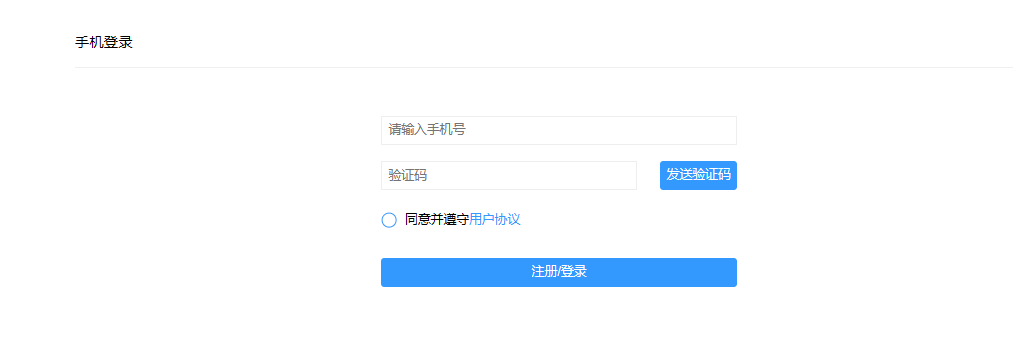 手机登录
请输入手机号
验证码 发送验证码
同意并遵守用户协议
注册/登录